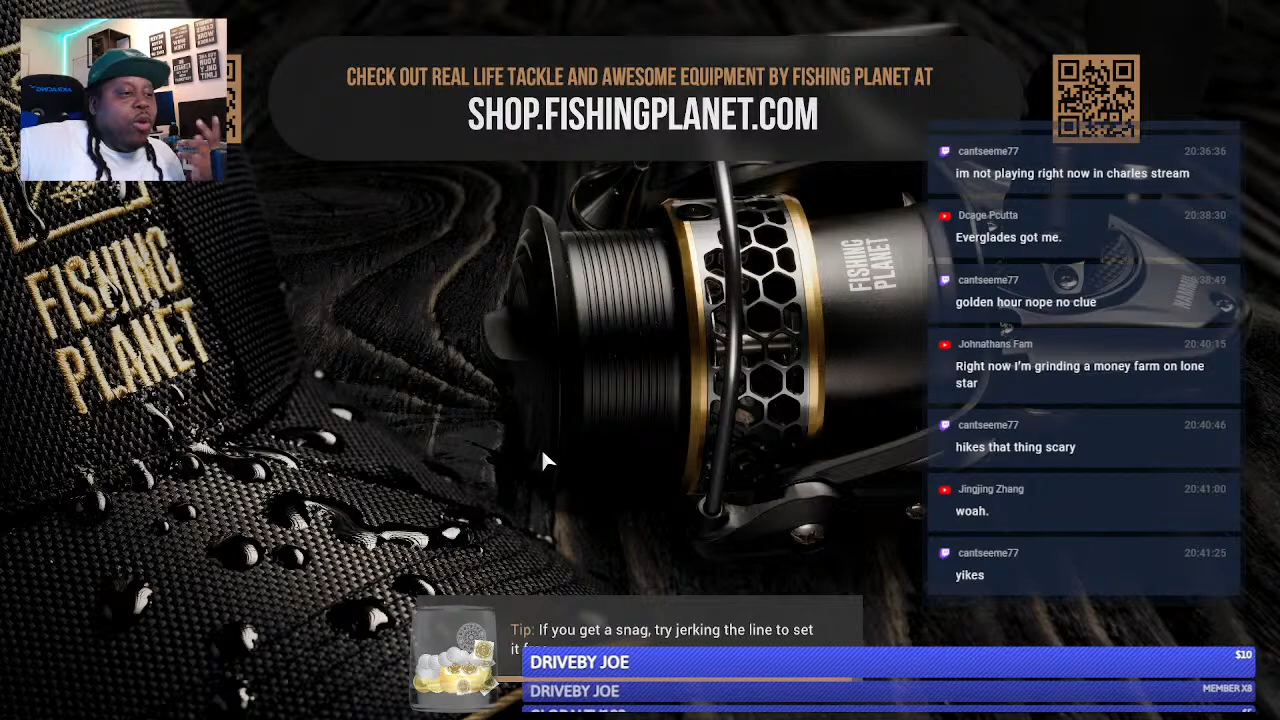 CHECK OUT REAL LIFE TACKLE AND AWESOME EQUIPMENT BY FISHING PLANET AT
SHOP.FISHINGPLANET.COM
FISHING
PLANET
FISHING
PLANET
cantseeme77 20:36:36
im not playing right now in charles stream
Dcage Pcutta 20:38:30
Everglades got me.
cantseeme77 20:38:49
golden hour nope no clue
Johnathans Fam 20:40:15
Right now I'm grinding a money farm on lone
star
cantseeme77 20:40:46
hikes that thing scary
Jingjing Zhang 20:41:00
woah.
cantseeme77 20:41:25
yikes
Tip: If you get a snag, try jerking the line to set
it
DRIVEBY JOE $10
DRIVEBY JOE MEMBER X8